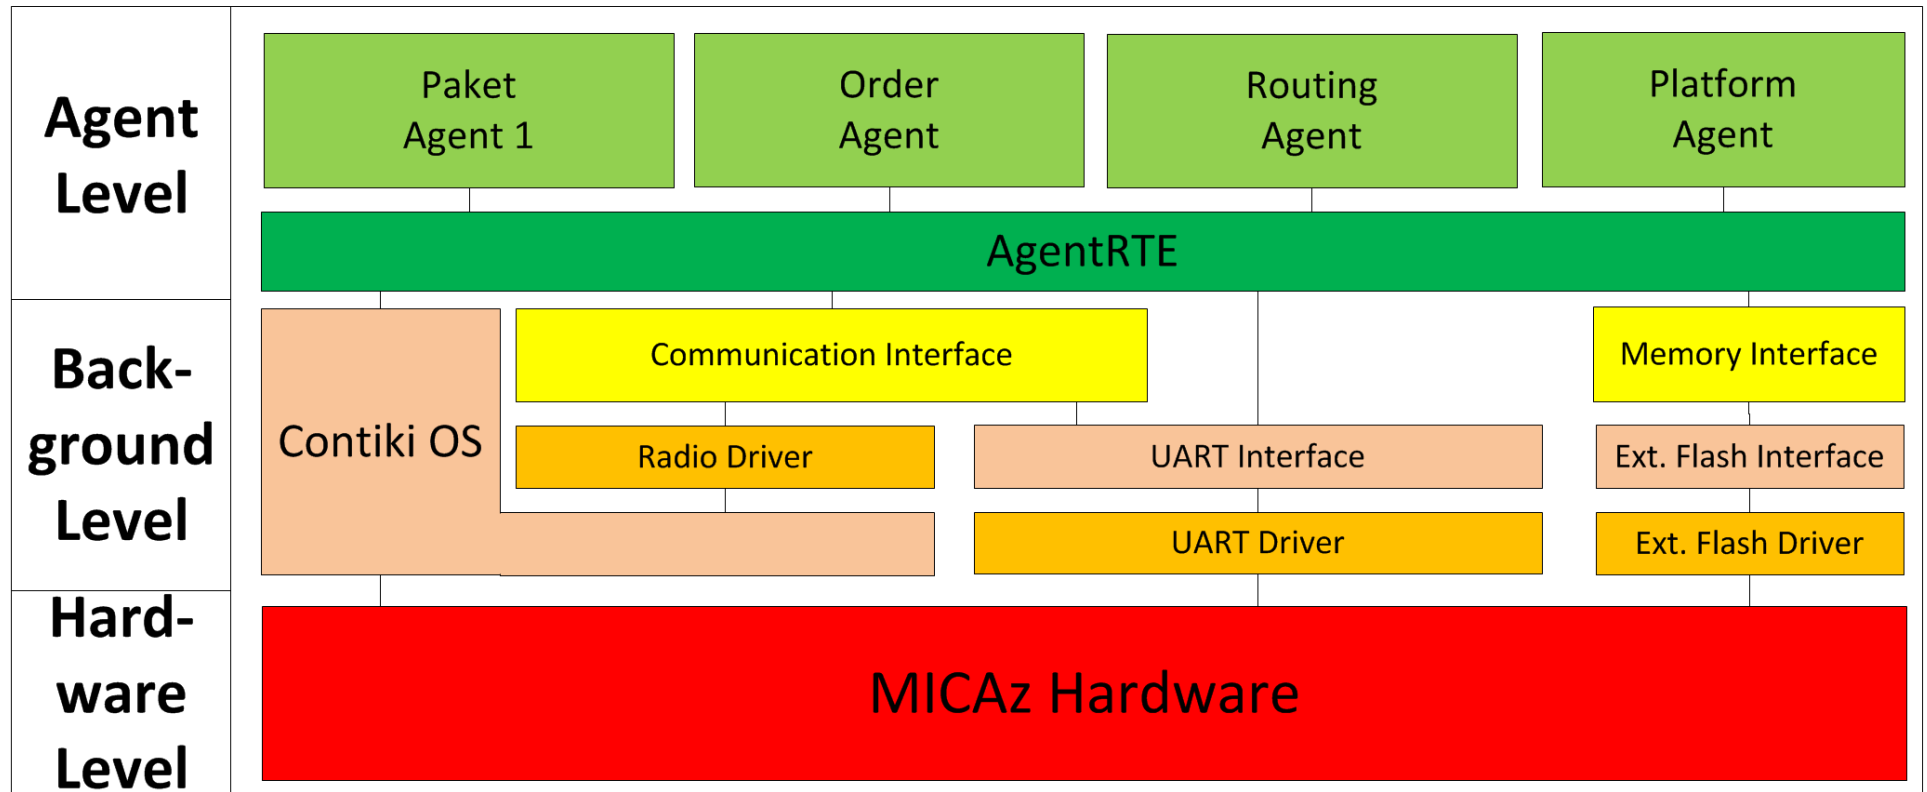 Agent
Level
Paket
Agent 1
Order
Agent
Routing
Agent
Platform
Agent
AgentRTE
Back-
ground
Level
Contiki OS
Communication Interface
Memory Interface
Radio Driver
UART Interface
Ext. Flash Interface
UART Driver
Ext. Flash Driver
Hard-
ware
Level
MICAz Hardware